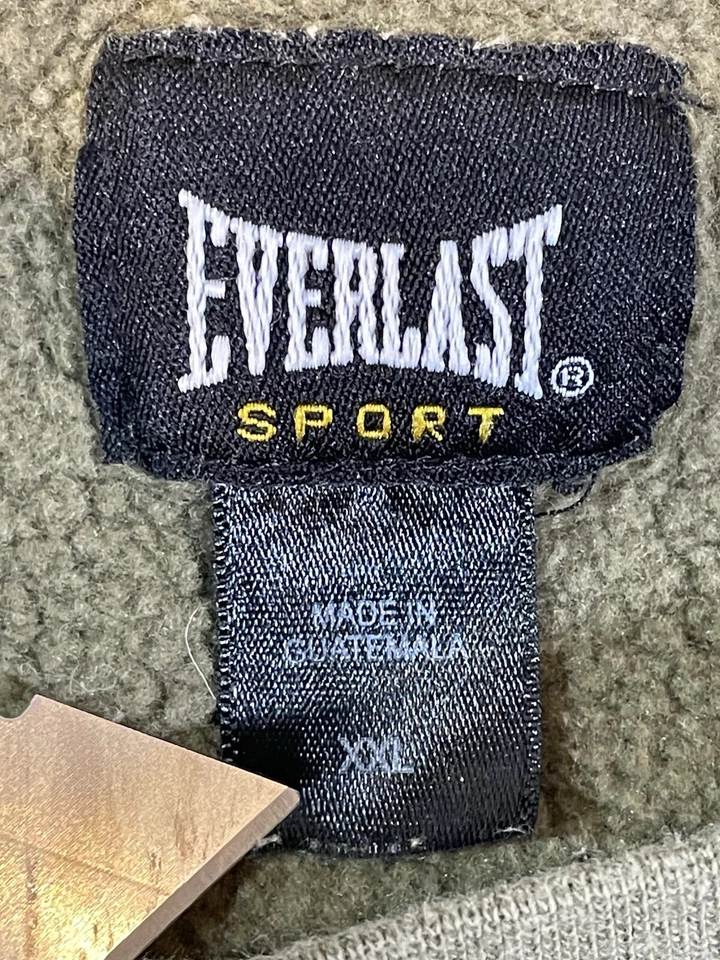 EVERLAST®
SPORT
MADE IN
GUATEMALA
XXL